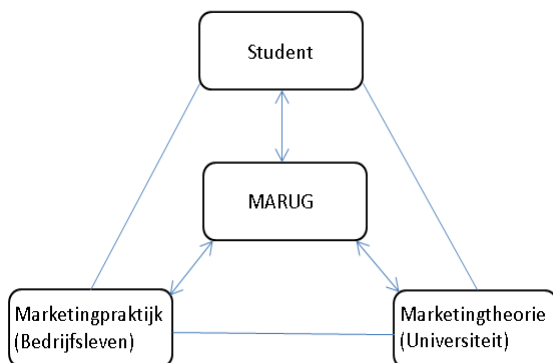 Student
MARUG
Marketingpraktijk
(Bedrijfsleven)
Marketingtheorie
(Universiteit)